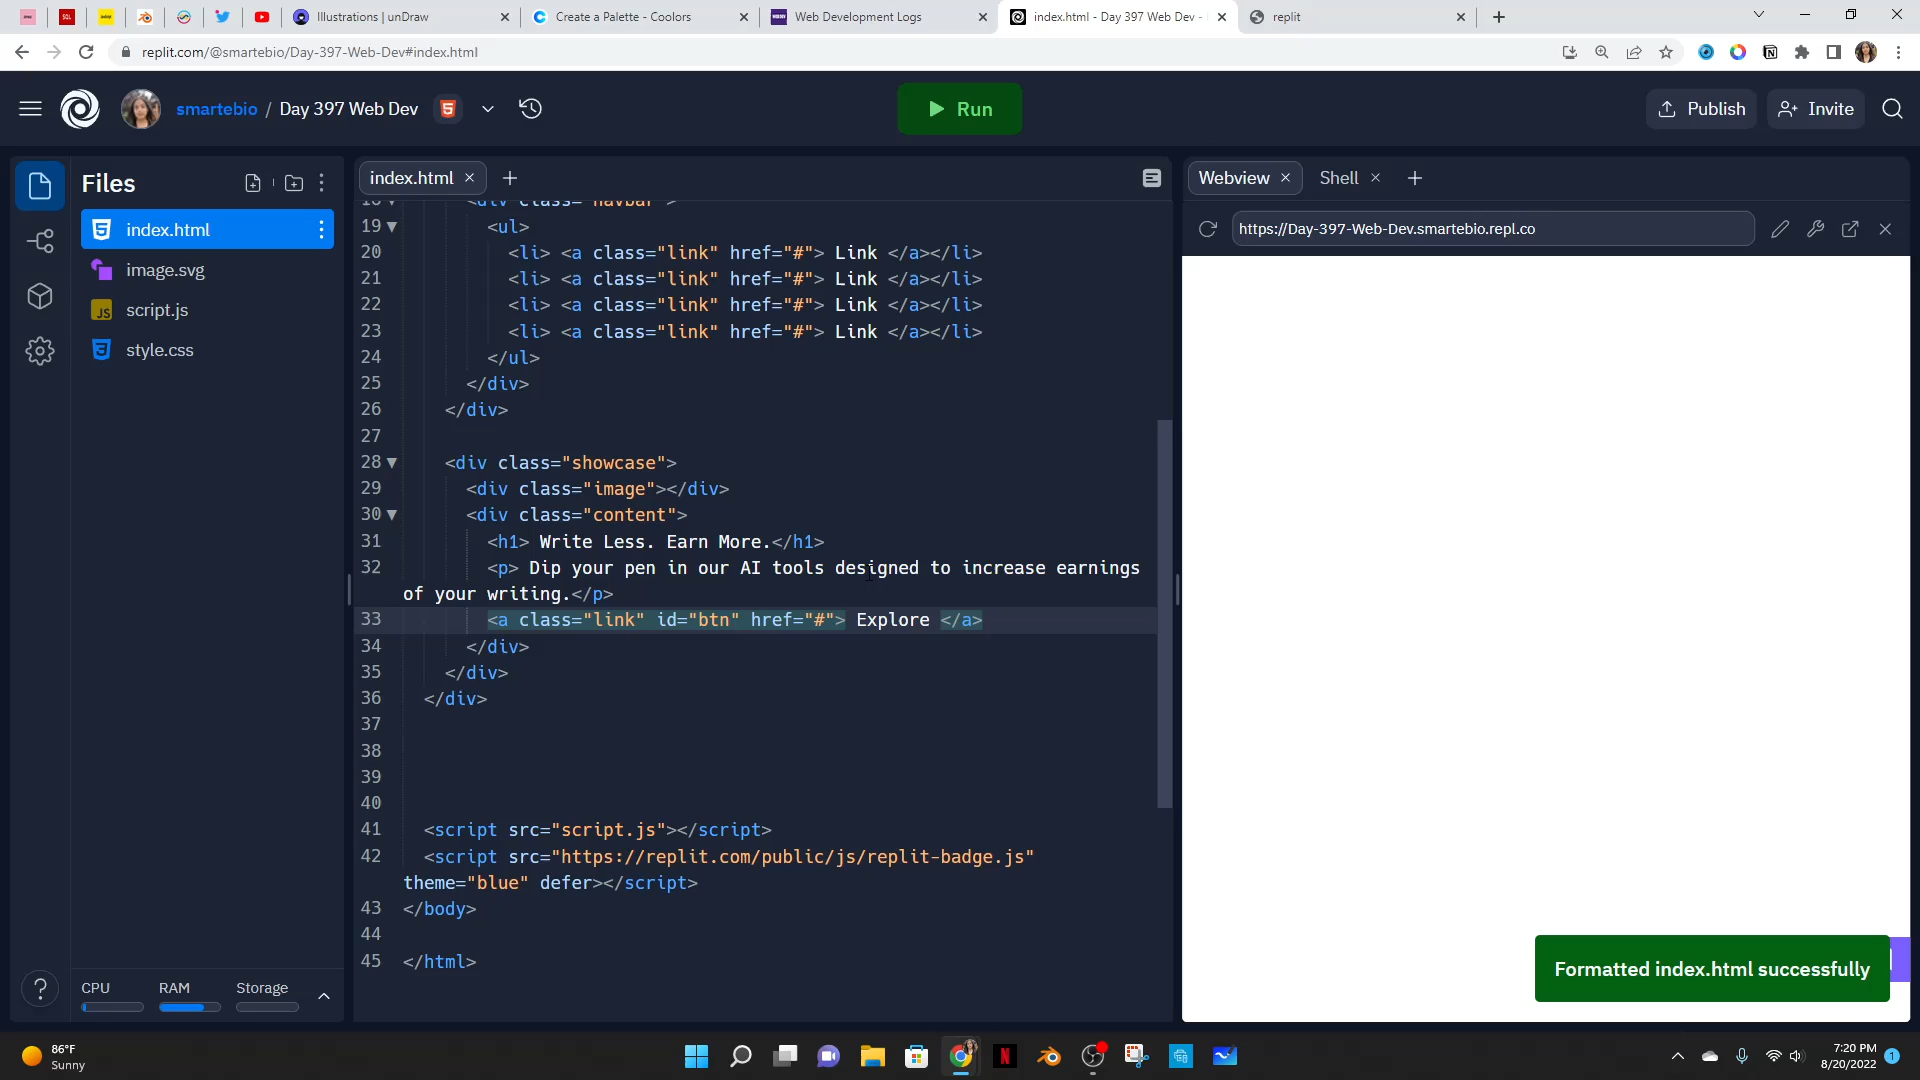 Illustrations | unDraw
Create a Palette - Coolors
Web Development Logs
index.html - Day 397 Web Dev -
replit
replit.com/@smartebio/Day-397-Web-Dev#index.html
smartebio / Day 397 Web Dev
Run
Publish
Invite
Files
index.html
image.svg
script.js
style.css
index.html
Webview
Shell
https://Day-397-Web-Dev.smartebio.repl.co
18 <div class="navbar">
19 <ul>
20 <li> <a class="link" href="#"> Link </a></li>
21 <li> <a class="link" href="#"> Link </a></li>
22 <li> <a class="link" href="#"> Link </a></li>
23 <li> <a class="link" href="#"> Link </a></li>
24 </ul>
25 </div>
26 </div>
27
28 <div class="showcase">
29 <div class="image"></div>
30 <div class="content">
31 <h1> Write Less. Earn More.</h1>
32 <p> Dip your pen in our AI tools designed to increase earnings
of your writing.</p>
33 <a class="link" id="btn" href="#"> Explore </a>
34 </div>
35 </div>
36 </div>
37
38
39
40
41 <script src="script.js"></script>
42 <script src="https://replit.com/public/js/replit-badge.js"
theme="blue" defer></script>
43 </body>
44
45 </html>
Formatted index.html successfully
CPU
RAM
Storage
86°F
Sunny
7:20 PM
8/20/2022
1